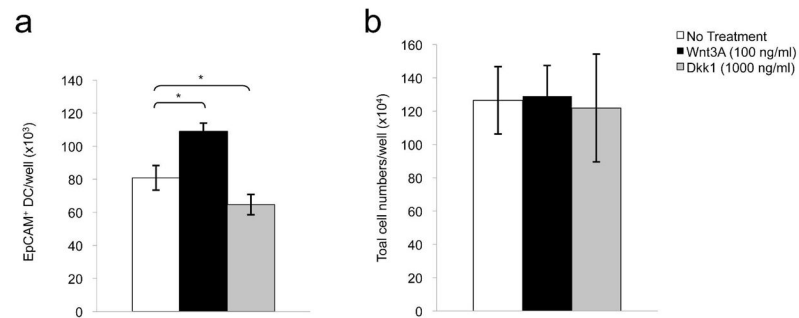 a
EpCAM⁺ DC/well (x10³)
140
120
100
80
60
40
20
0
*
*
b
Toal cell numbers/well (x10⁴)
160
140
120
100
80
60
40
20
0
No Treatment
Wnt3A (100 ng/ml)
Dkk1 (1000 ng/ml)